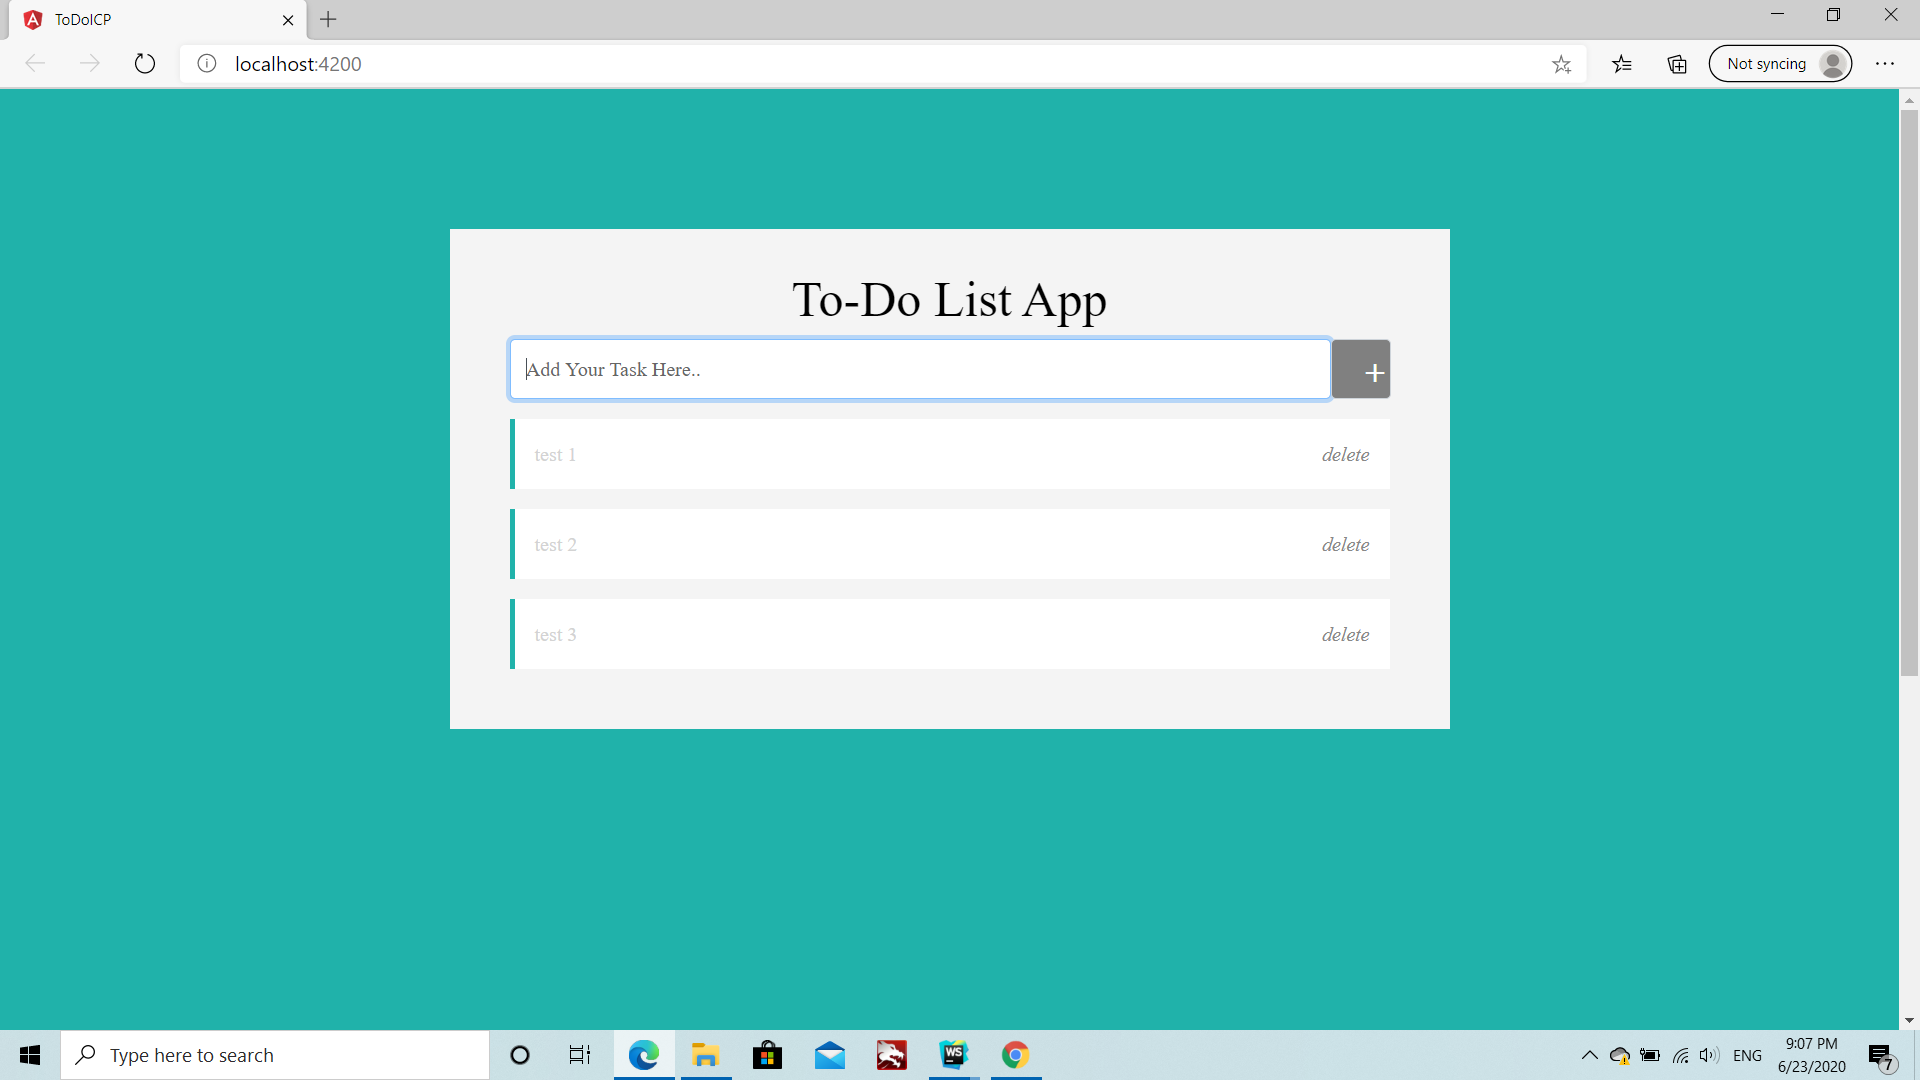 ToDoICP
localhost:4200
Not syncing
To-Do List App
Add Your Task Here..
+
test 1 delete
test 2 delete
test 3 delete
Type here to search
WS
ENG
9:07 PM
6/23/2020
7